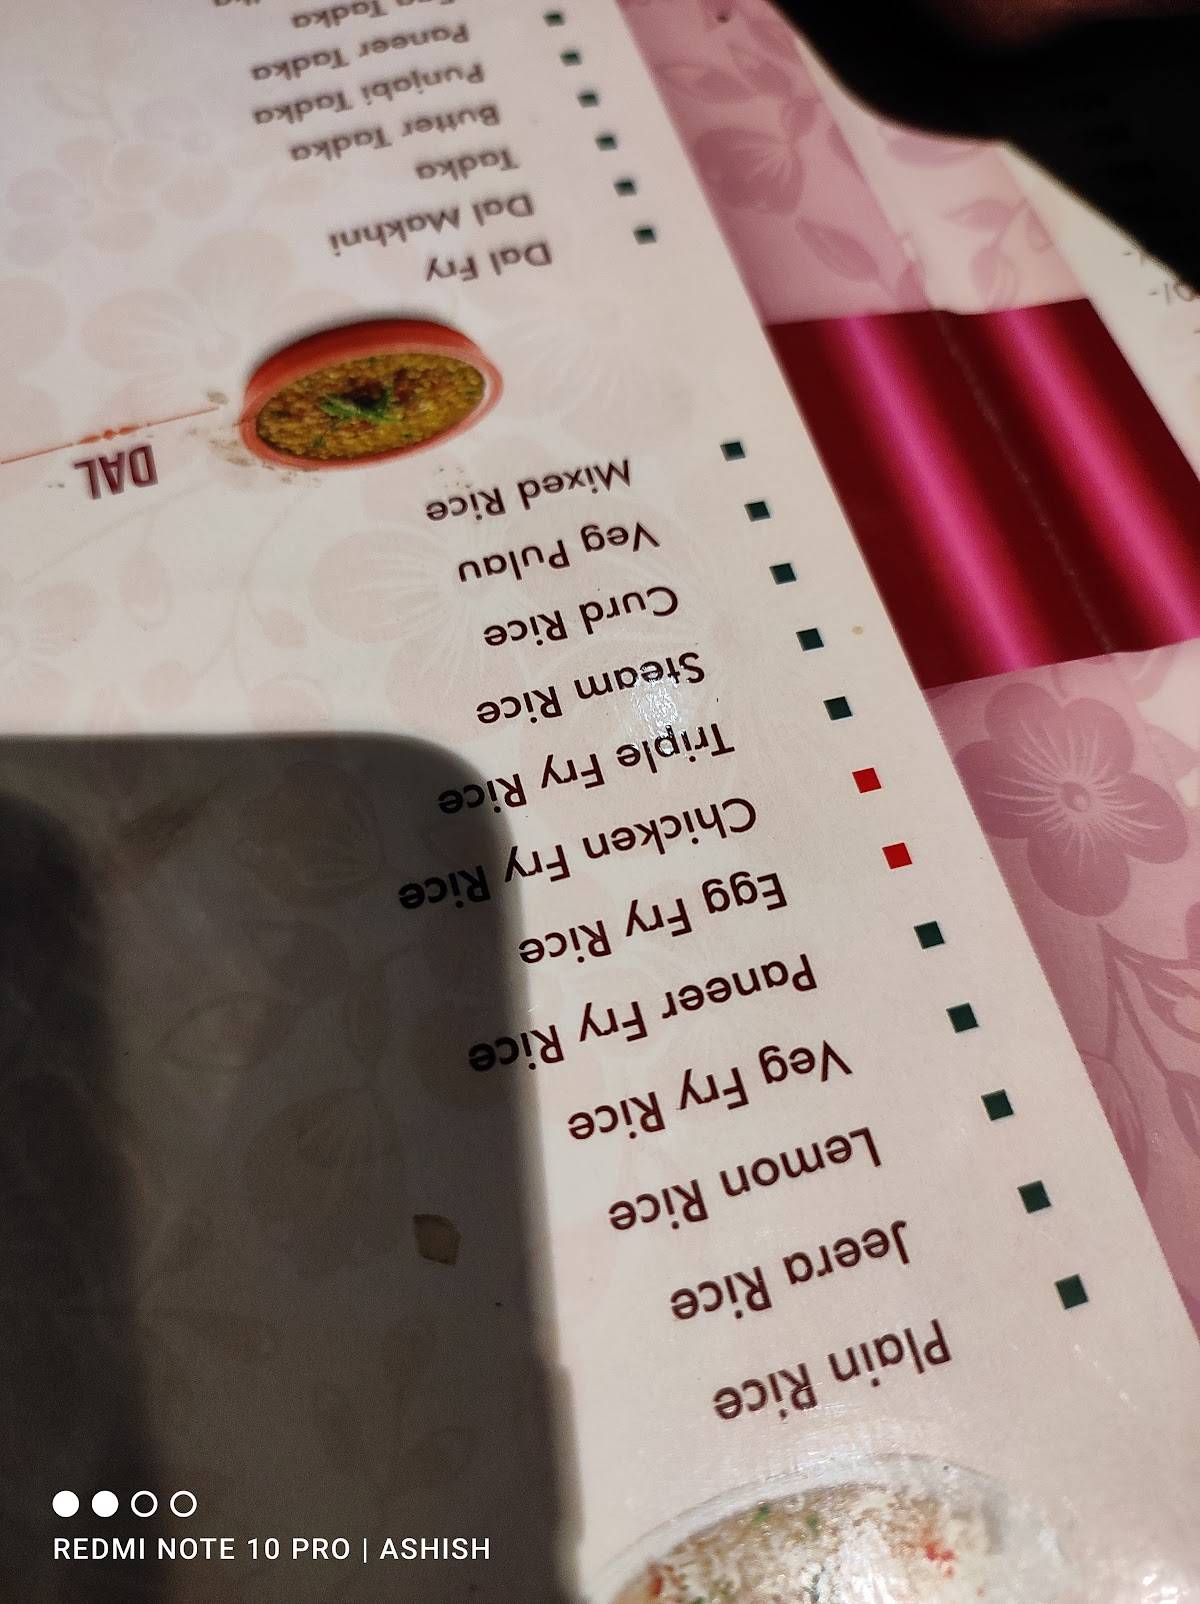 Plain Rice
Jeera Rice
Lemon Rice
Veg Fry Rice
Paneer Fry Rice
Egg Fry Rice
Chicken Fry Rice
Triple Fry Rice
Steam Rice
Curd Rice
Veg Pulau
Mixed Rice
DAL
Dal Fry
Dal Makhni
Tadka
Butter Tadka
Punjabi Tadka
Paneer Tadka
Egg Tadka
REDMI NOTE 10 PRO | ASHISH